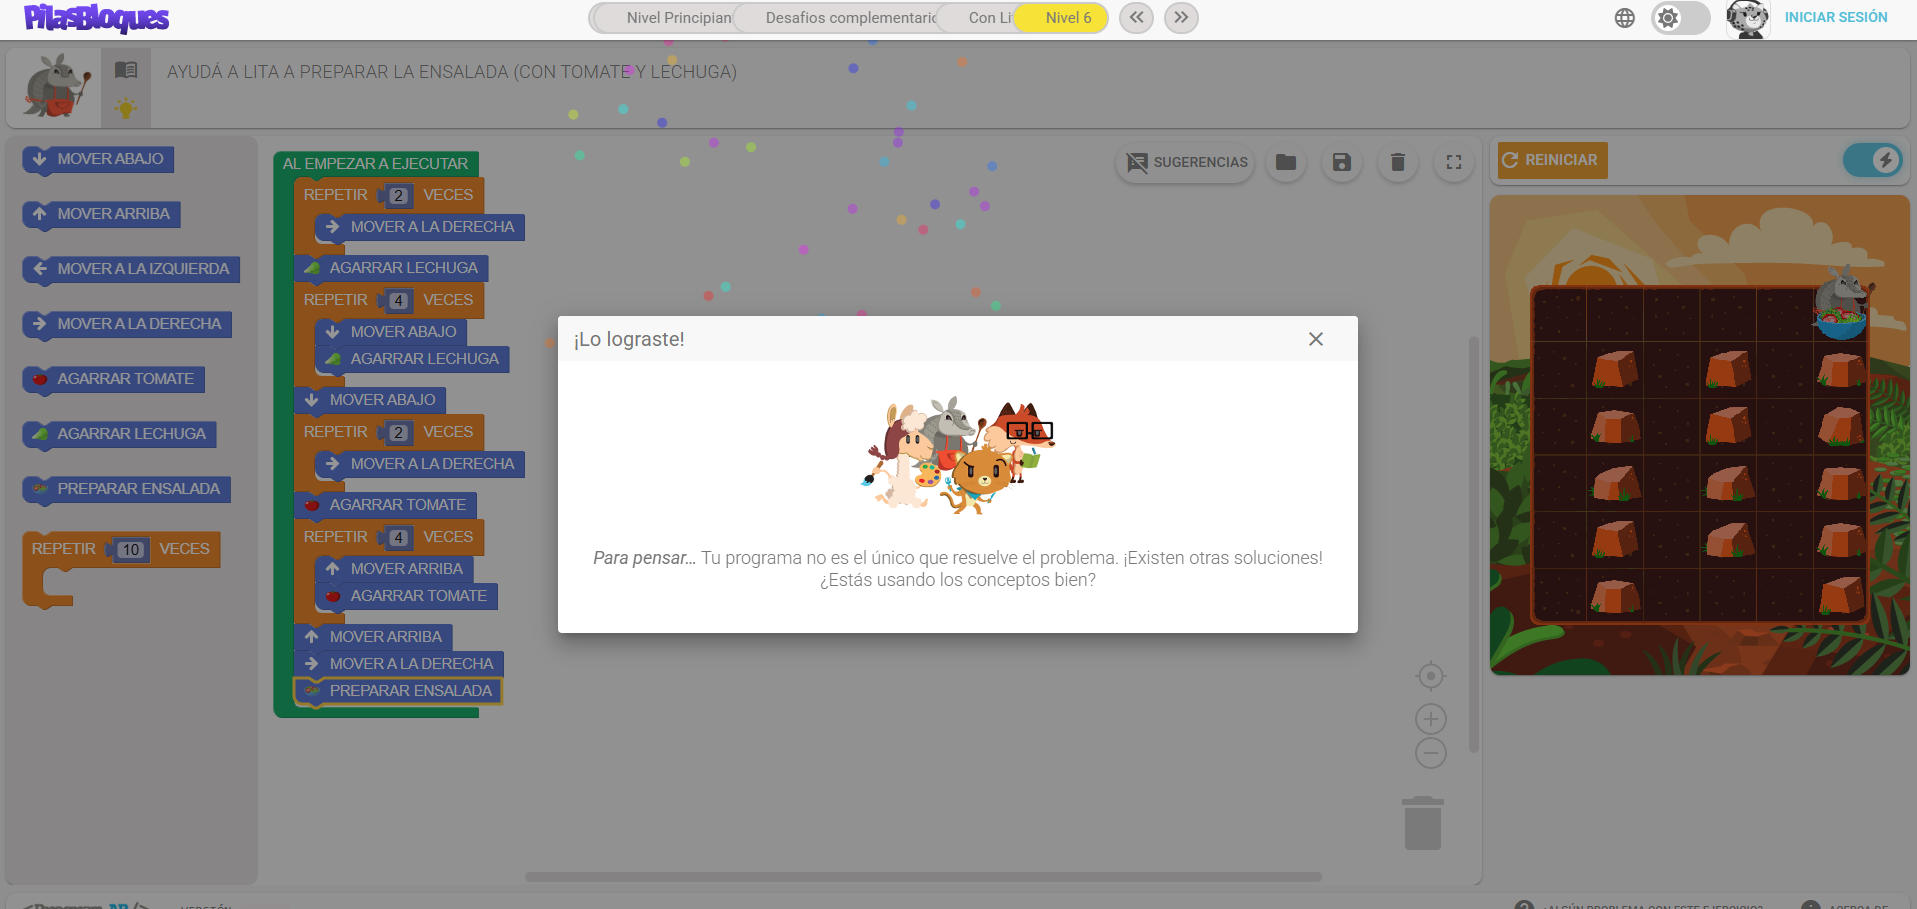 PilasBloques
Nivel Principian
Desafios complementario
Con Li
Nivel 6
INICIAR SESIÓN
AYUDÁ A LITA A PREPARAR LA ENSALADA (CON TOMATE Y LECHUGA)
MOVER ABAJO
MOVER ARRIBA
MOVER A LA IZQUIERDA
MOVER A LA DERECHA
AGARRAR TOMATE
AGARRAR LECHUGA
PREPARAR ENSALADA
REPETIR 10 VECES
AL EMPEZAR A EJECUTAR
REPETIR 2 VECES
MOVER A LA DERECHA
AGARRAR LECHUGA
REPETIR 4 VECES
MOVER ABAJO
AGARRAR LECHUGA
MOVER ABAJO
REPETIR 2 VECES
MOVER A LA DERECHA
AGARRAR TOMATE
REPETIR 4 VECES
MOVER ARRIBA
AGARRAR TOMATE
MOVER ARRIBA
MOVER A LA DERECHA
PREPARAR ENSALADA
SUGERENCIAS
REINICIAR
¡Lo lograste!
Para pensar... Tu programa no es el único que resuelve el problema. ¡Existen otras soluciones!
¿Estás usando los conceptos bien?